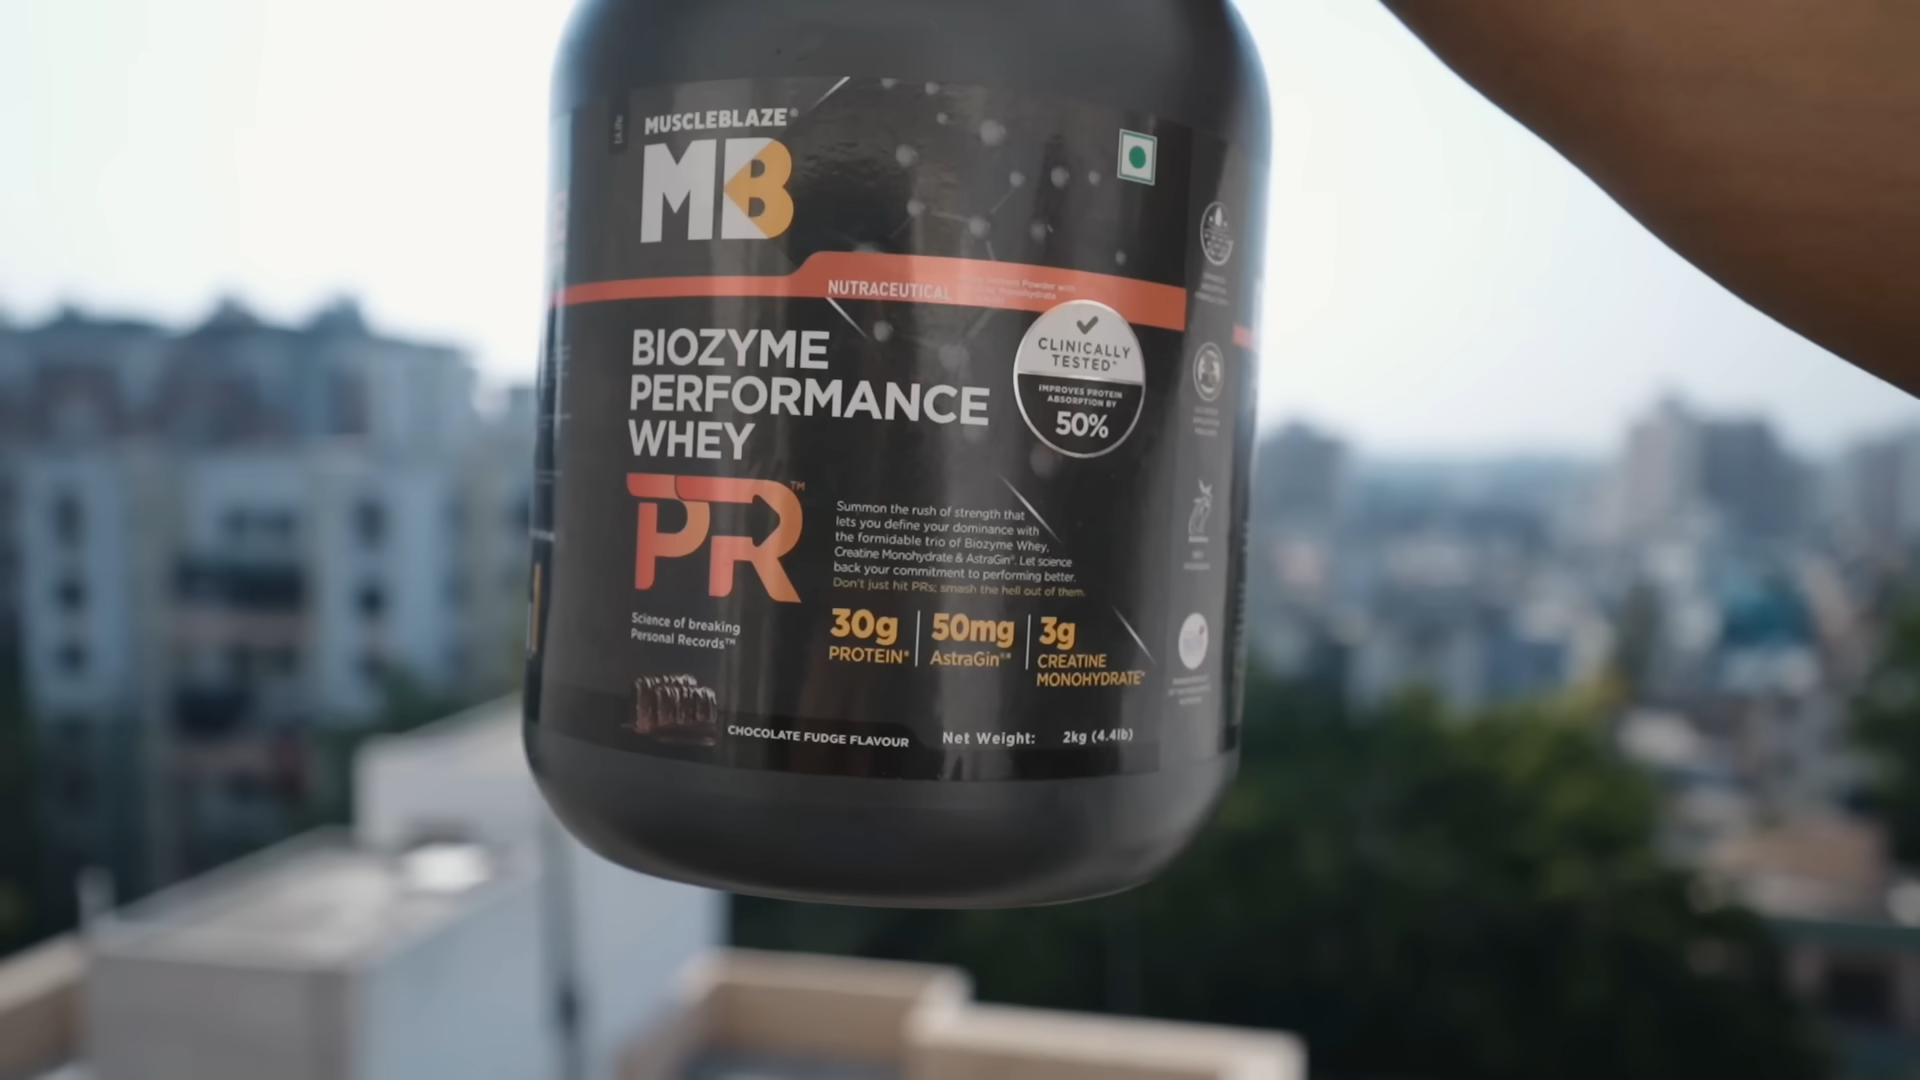 MUSCLEBLAZE®
MB
NUTRACEUTICAL
BIOZYME
PERFORMANCE
WHEY
CLINICALLY
TESTED*
IMPROVES PROTEIN
ABSORPTION BY
50%
PR™
Science of breaking
Personal Records™
Summon the rush of strength that
lets you define your dominance with
the formidable trio of Biozyme Whey,
Creatine Monohydrate & AstraGin®. Let science
back your commitment to performing better.
Don't just hit PRs; smash the hell out of them.
30g
PROTEIN*
50mg
AstraGin
3g
CREATINE
MONOHYDRATE*
CHOCOLATE FUDGE FLAVOUR
Net Weight: 2kg (4.4lb)